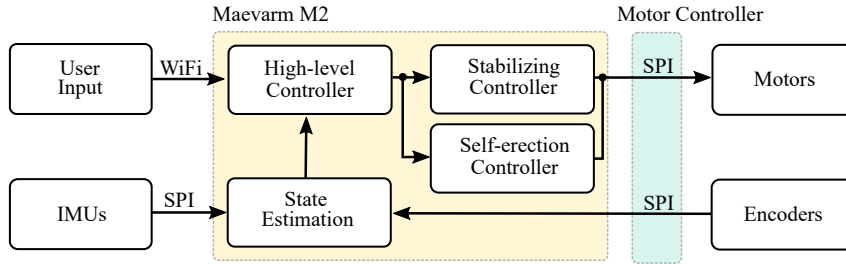 Maevarm M2
Motor Controller
User
Input
WiFi
High-level
Controller
Stabilizing
Controller
SPI
Motors
Self-erection
Controller
IMUs
SPI
State
Estimation
SPI
Encoders